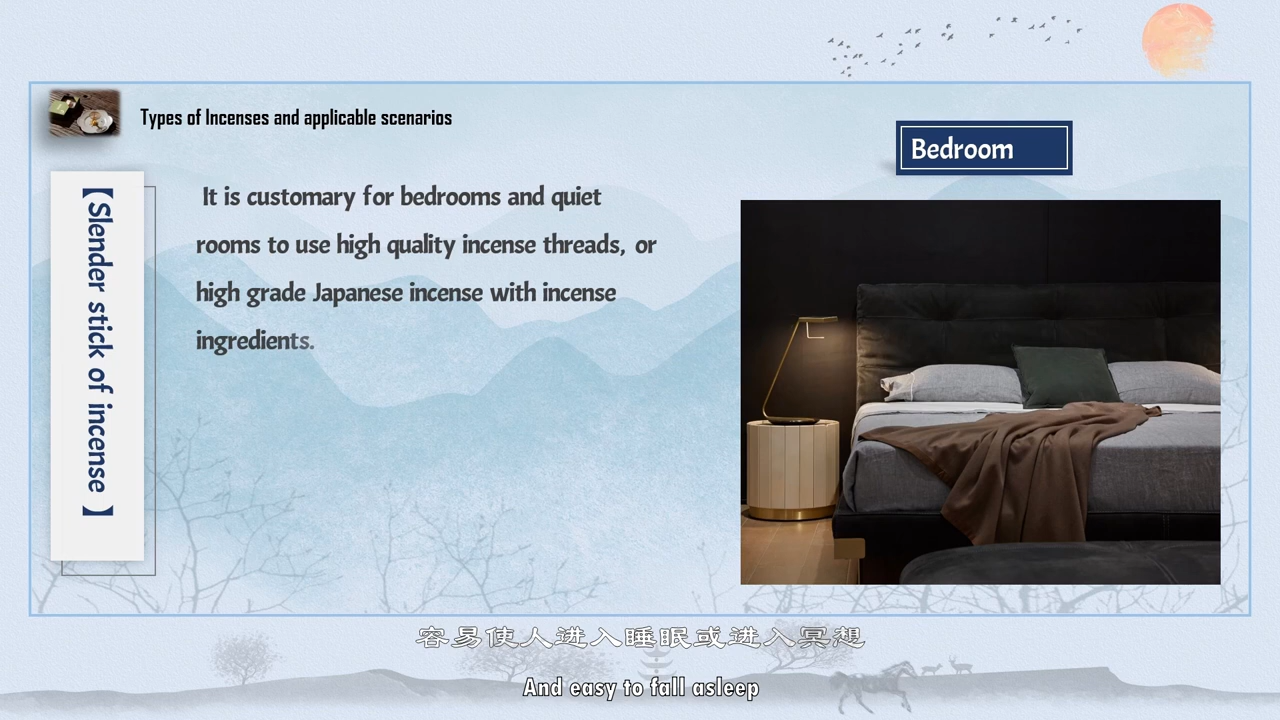 Types of Incenses and applicable scenarios
【Slender stick of incense】
It is customary for bedrooms and quiet
rooms to use high quality incense threads, or
high grade Japanese incense with incense
ingredients.
Bedroom
容易使人进入睡眠或进入冥想
And easy to fall asleep